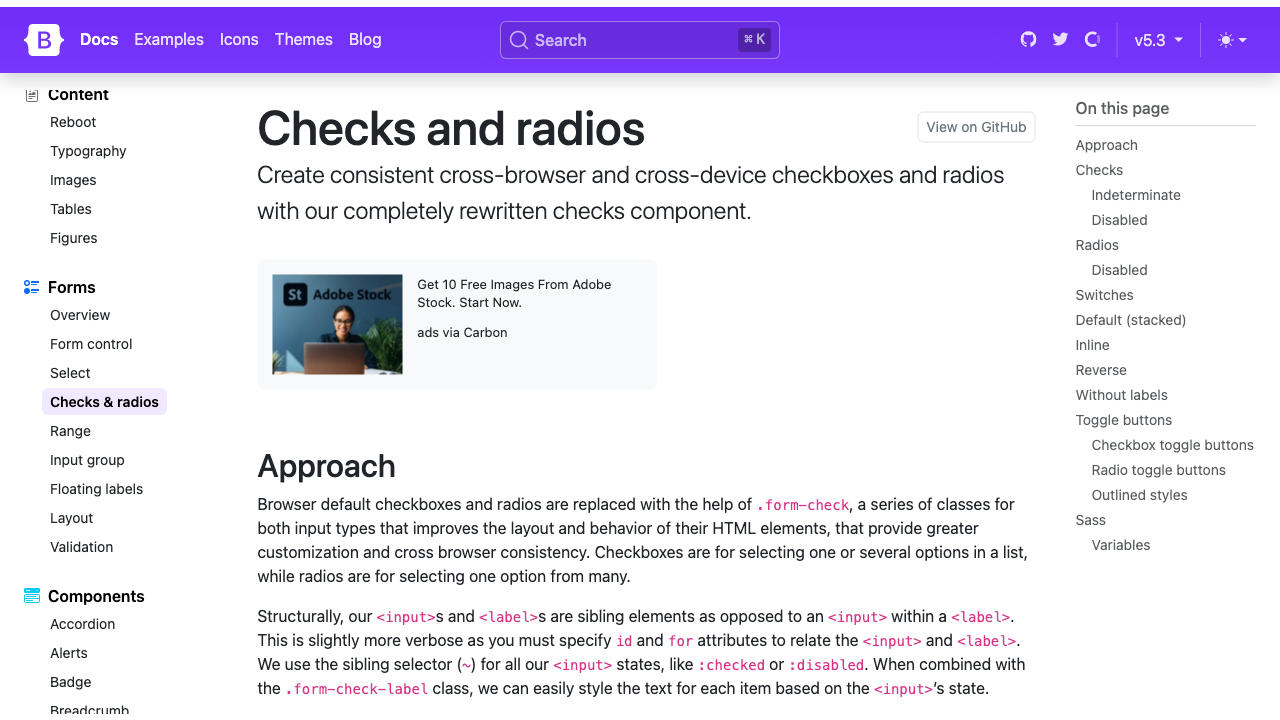 B Docs Examples Icons Themes Blog Search ⌘ K v5.3
Content
Reboot
Typography
Images
Tables
Figures
Forms
Overview
Form control
Select
Checks & radios
Range
Input group
Floating labels
Layout
Validation
Components
Accordion
Alerts
Badge
Breadcrumb
Checks and radios
View on GitHub
Create consistent cross-browser and cross-device checkboxes and radios
with our completely rewritten checks component.
St Adobe Stock
Get 10 Free Images From Adobe
Stock. Start Now.
ads via Carbon
Approach
Browser default checkboxes and radios are replaced with the help of .form-check, a series of classes for
both input types that improves the layout and behavior of their HTML elements, that provide greater
customization and cross browser consistency. Checkboxes are for selecting one or several options in a list,
while radios are for selecting one option from many.
Structurally, our <input>s and <label>s are sibling elements as opposed to an <input> within a <label>.
This is slightly more verbose as you must specify id and for attributes to relate the <input> and <label>.
We use the sibling selector (~) for all our <input> states, like :checked or :disabled. When combined with
the .form-check-label class, we can easily style the text for each item based on the <input>’s state.
On this page
Approach
Checks
Indeterminate
Disabled
Radios
Disabled
Switches
Default (stacked)
Inline
Reverse
Without labels
Toggle buttons
Checkbox toggle buttons
Radio toggle buttons
Outlined styles
Sass
Variables